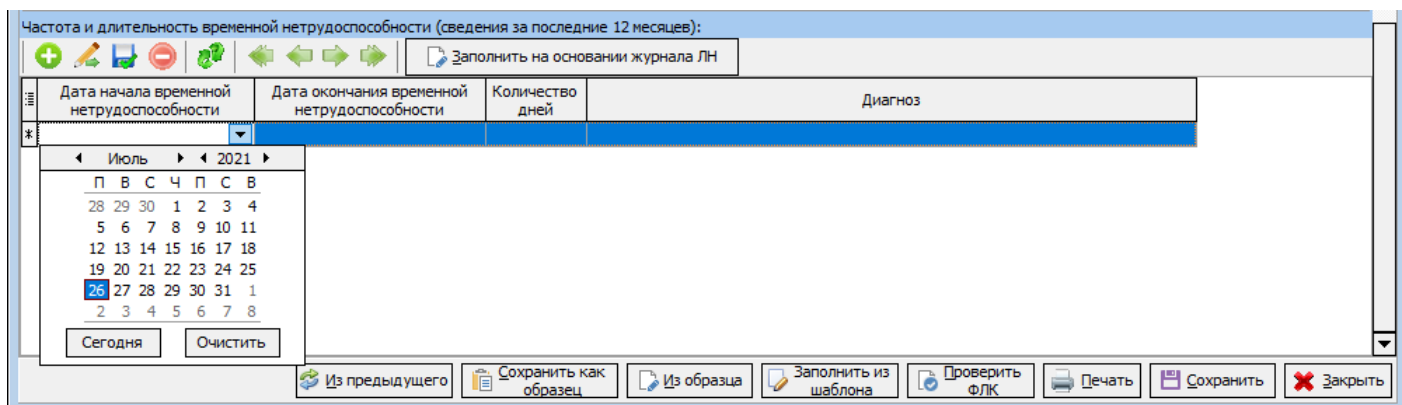 Частота и длительность временной нетрудоспособности (сведения за последние 12 месяцев):
Заполнить на основании журнала ЛН
Дата начала временной нетрудоспособности
Дата окончания временной нетрудоспособности
Количество дней
Диагноз
*
Июль 2021
П В С Ч П С В
28 29 30 1 2 3 4
5 6 7 8 9 10 11
12 13 14 15 16 17 18
19 20 21 22 23 24 25
26 27 28 29 30 31 1
2 3 4 5 6 7 8
Сегодня Очистить
Из предыдущего
Сохранить как образец
Из образца
Заполнить из шаблона
Проверить ФЛК
Печать
Сохранить
Закрыть